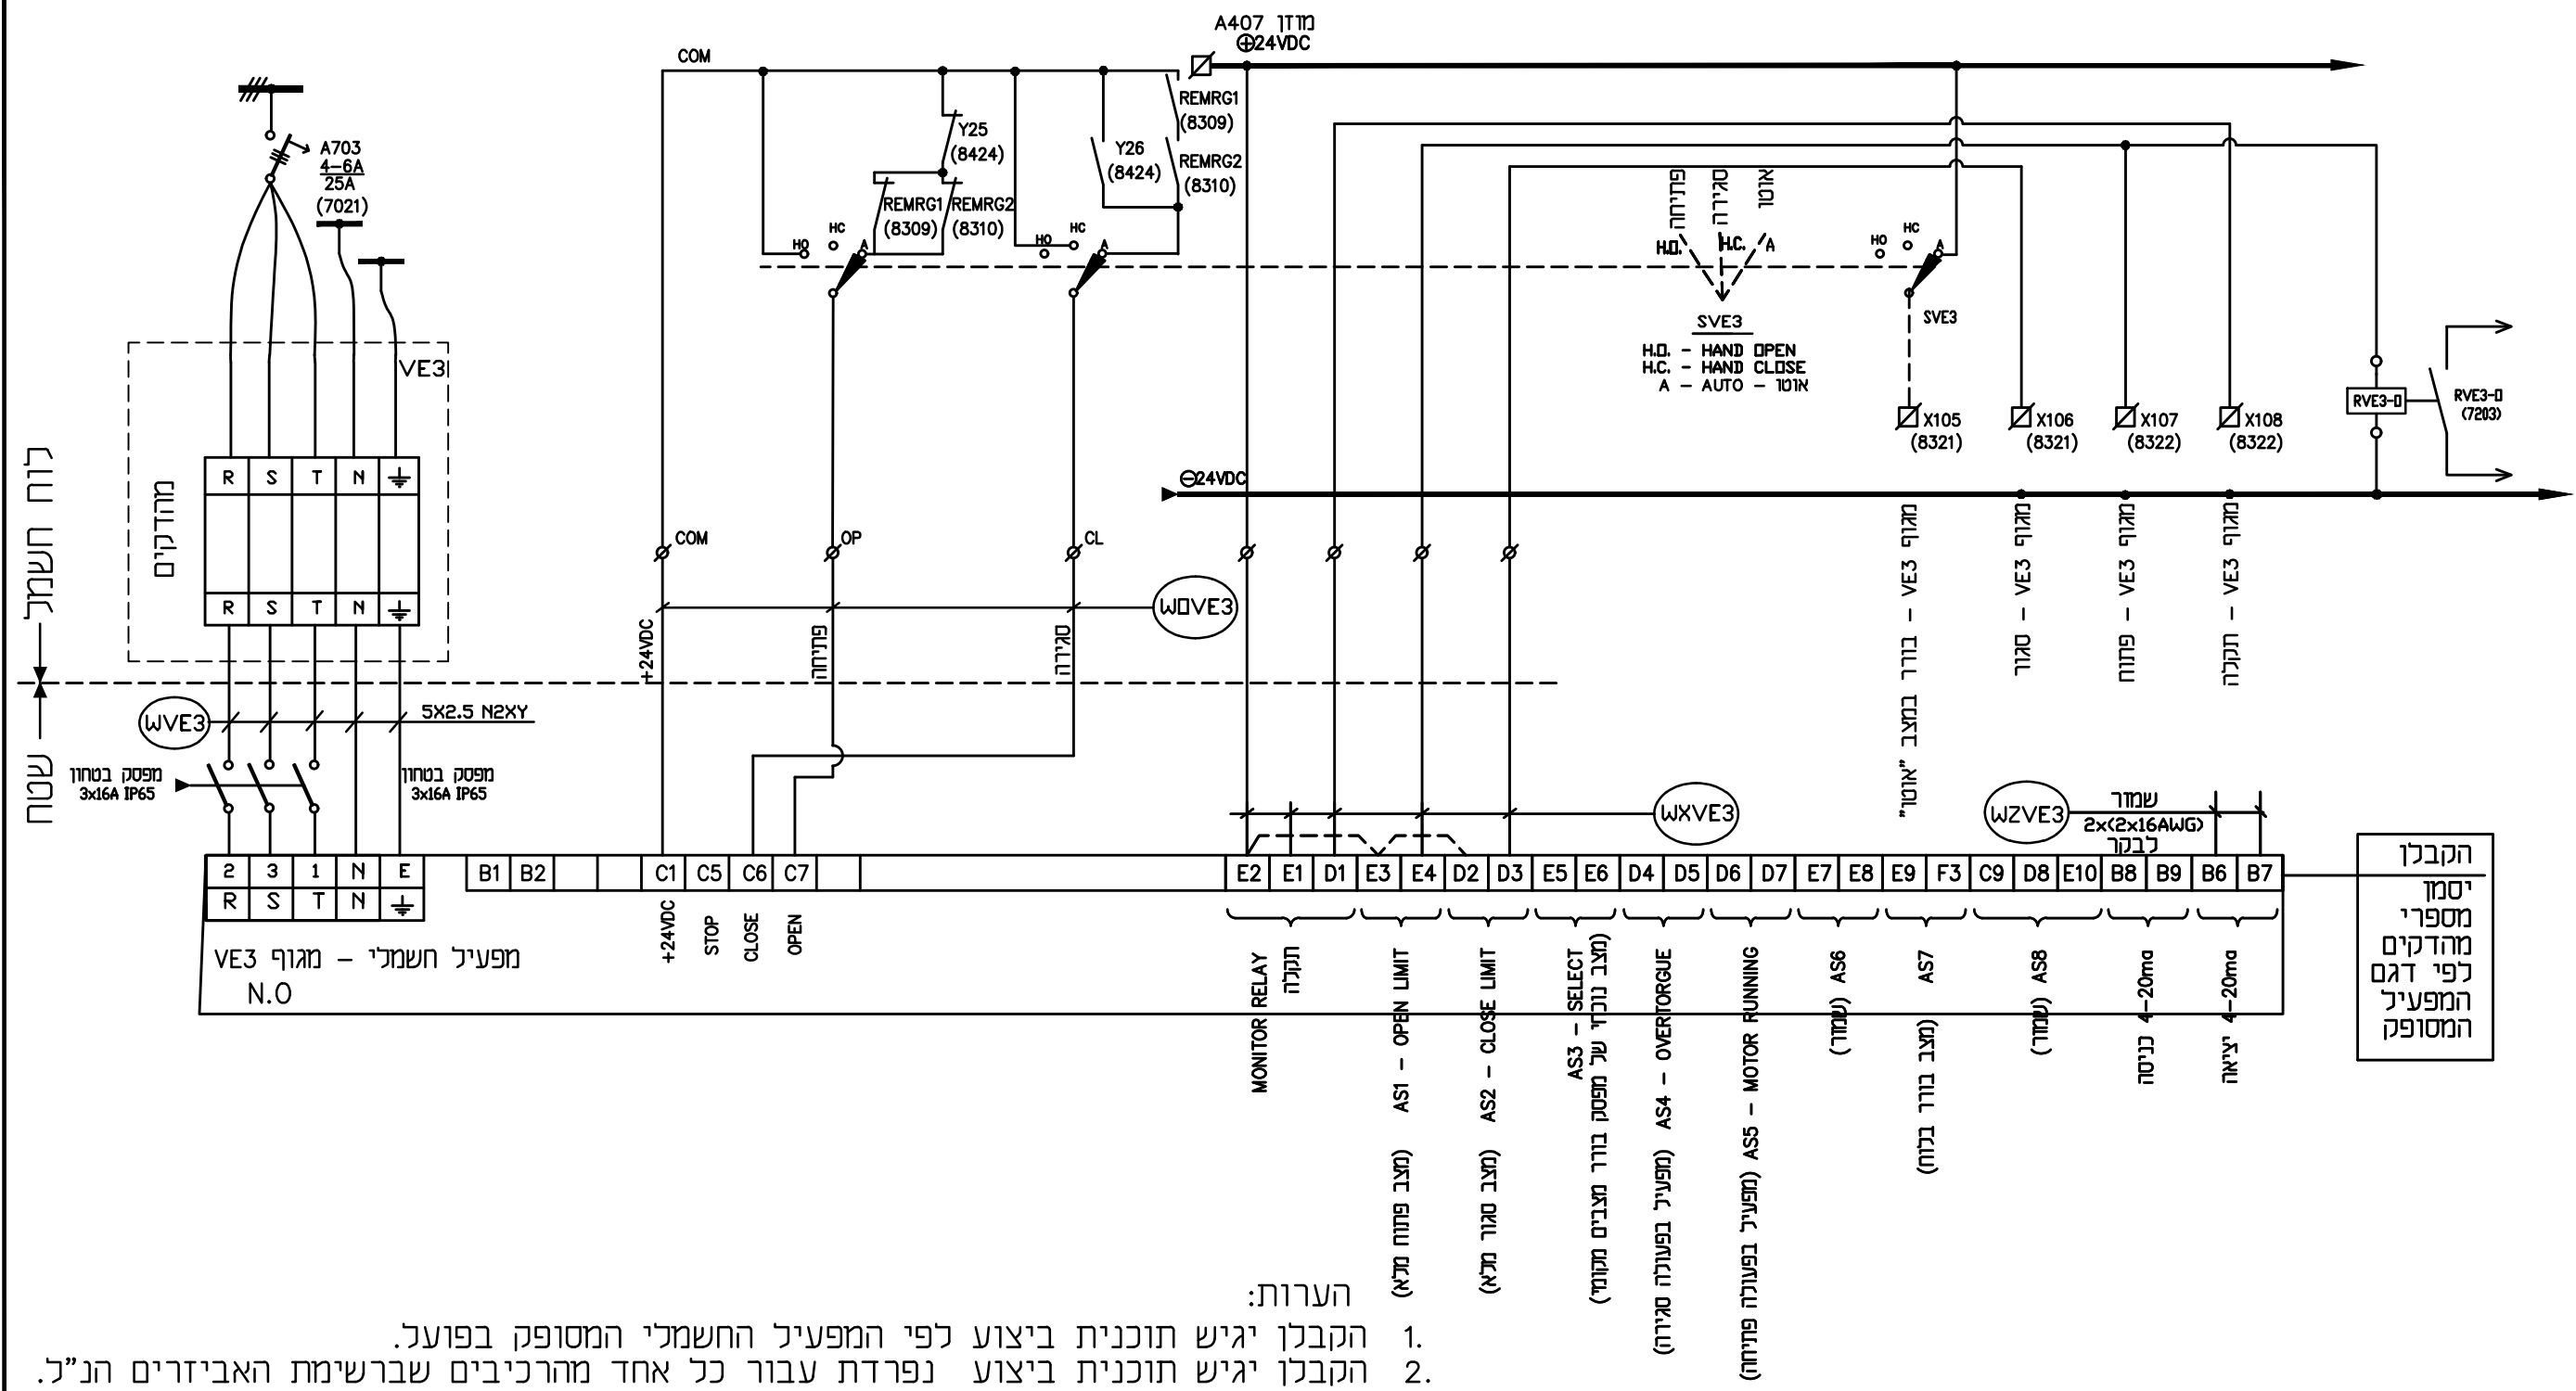 מוזן A407
⊕24VDC
COM
REMRG1
(8309)
Y25
(8424)
Y26
(8424)
REMRG2
(8310)
A703
4-6A
25A
(7021)
REMRG1
(8309)
REMRG2
(8310)
HO
HC
A
HO
HC
A
פתיחה
סגירה
אוטו
H.O.
H.C.
A
HO
HC
A
SVE3
SVE3
H.O. - HAND OPEN
H.C. - HAND CLOSE
A - AUTO - אוטו
VE3
X105
(8321)
X106
(8321)
X107
(8322)
X108
(8322)
RVE3-O
RVE3-O
(7203)
⊖24VDC
לוח חשמל
שטח
מהדקים
R S T N
R S T N
COM
OP
CL
WOVE3
+24VDC
פתיחה
סגירה
מגוף VE3 - בורר במצב "אוטו"
מגוף VE3 - סגור
מגוף VE3 - פתוח
מגוף VE3 - תקלה
WVE3
5X2.5 N2XY
מפסק בטחון
3x16A IP65
מפסק בטחון
3x16A IP65
WXVE3
WZVE3
שמור
2x(2x16AWG)
לבקר
2 3 1 N E
R S T N
B1 B2 C1 C5 C6 C7
E2 E1 D1 E3 E4 D2 D3 E5 E6 D4 D5 D6 D7 E7 E8 E9 F3 C9 D8 E10 B8 B9 B6 B7
+24VDC
STOP
CLOSE
OPEN
מפעיל חשמלי - מגוף VE3
N.O
MONITOR RELAY
תקלה
AS1 - OPEN LIMIT (מצב פתוח מלא)
AS2 - CLOSE LIMIT (מצב סגור מלא)
AS3 - SELECT
(מצב נוכחי של מפסק בורר מצבים מקומי)
AS4 - OVERTORGUE (מפעיל בפעולה סגירה)
AS5 - MOTOR RUNNING (מפעיל בפעולה פתיחה)
AS6 (שמור)
AS7 (מצב בורר בלוח)
AS8 (שמור)
כניסה 4-20ma
יציאה 4-20ma
הקבלן
יסמן
מספרי
מהדקים
לפי דגם
המפעיל
המסופק
הערות:
1. הקבלן יגיש תוכנית ביצוע לפי המפעיל החשמלי המסופק בפועל.
2. הקבלן יגיש תוכנית ביצוע נפרדת עבור כל אחד מהרכיבים שברשימת האביזרים הנ"ל.